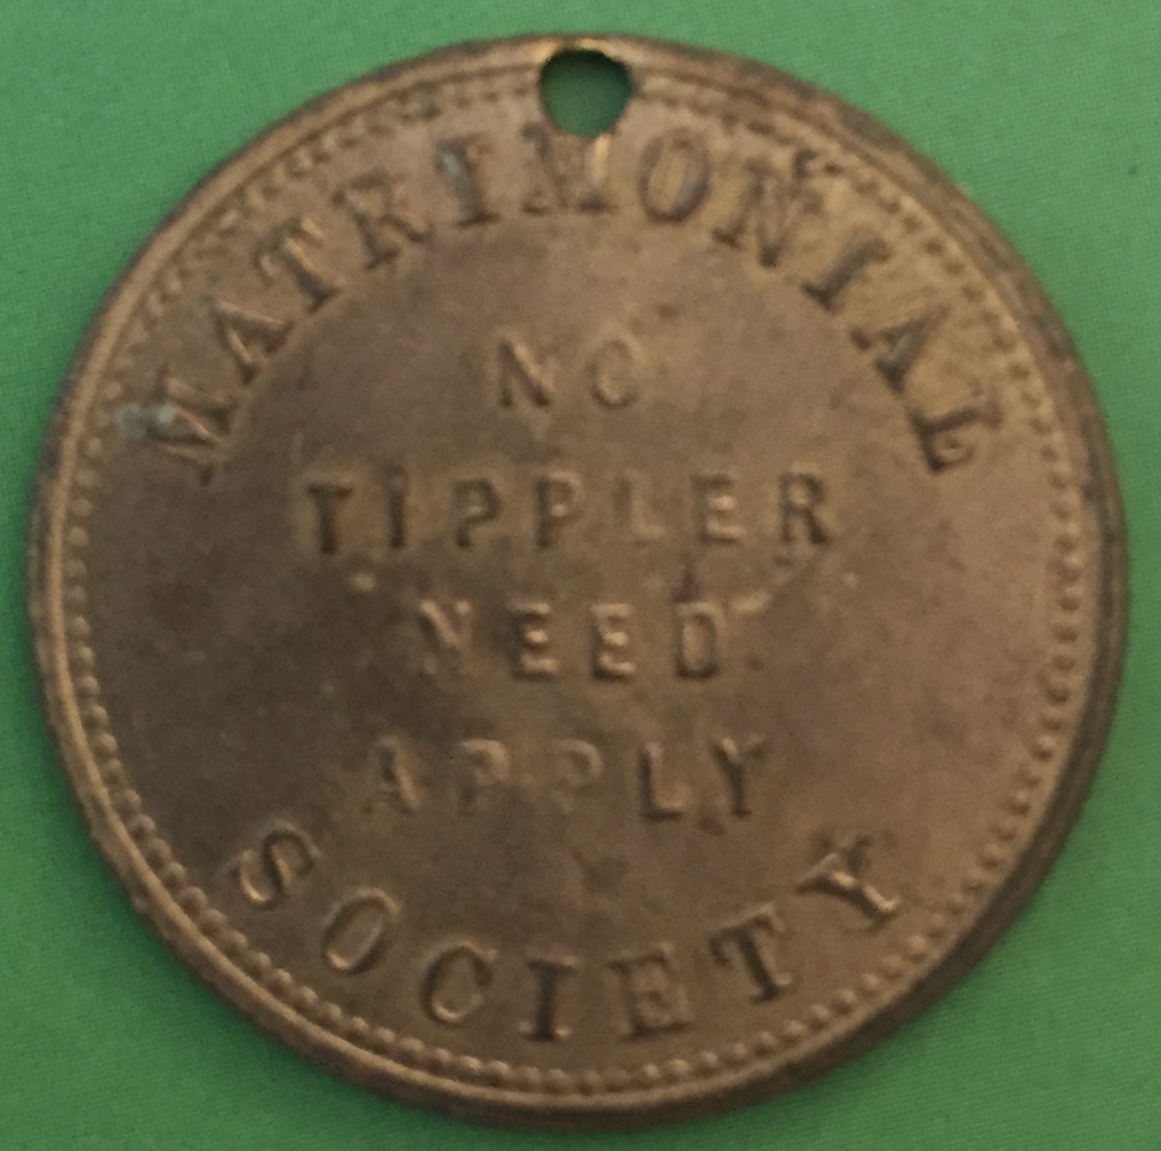 MATRIMONIAL
NO
TIPPLER
NEED
APPLY
SOCIETY